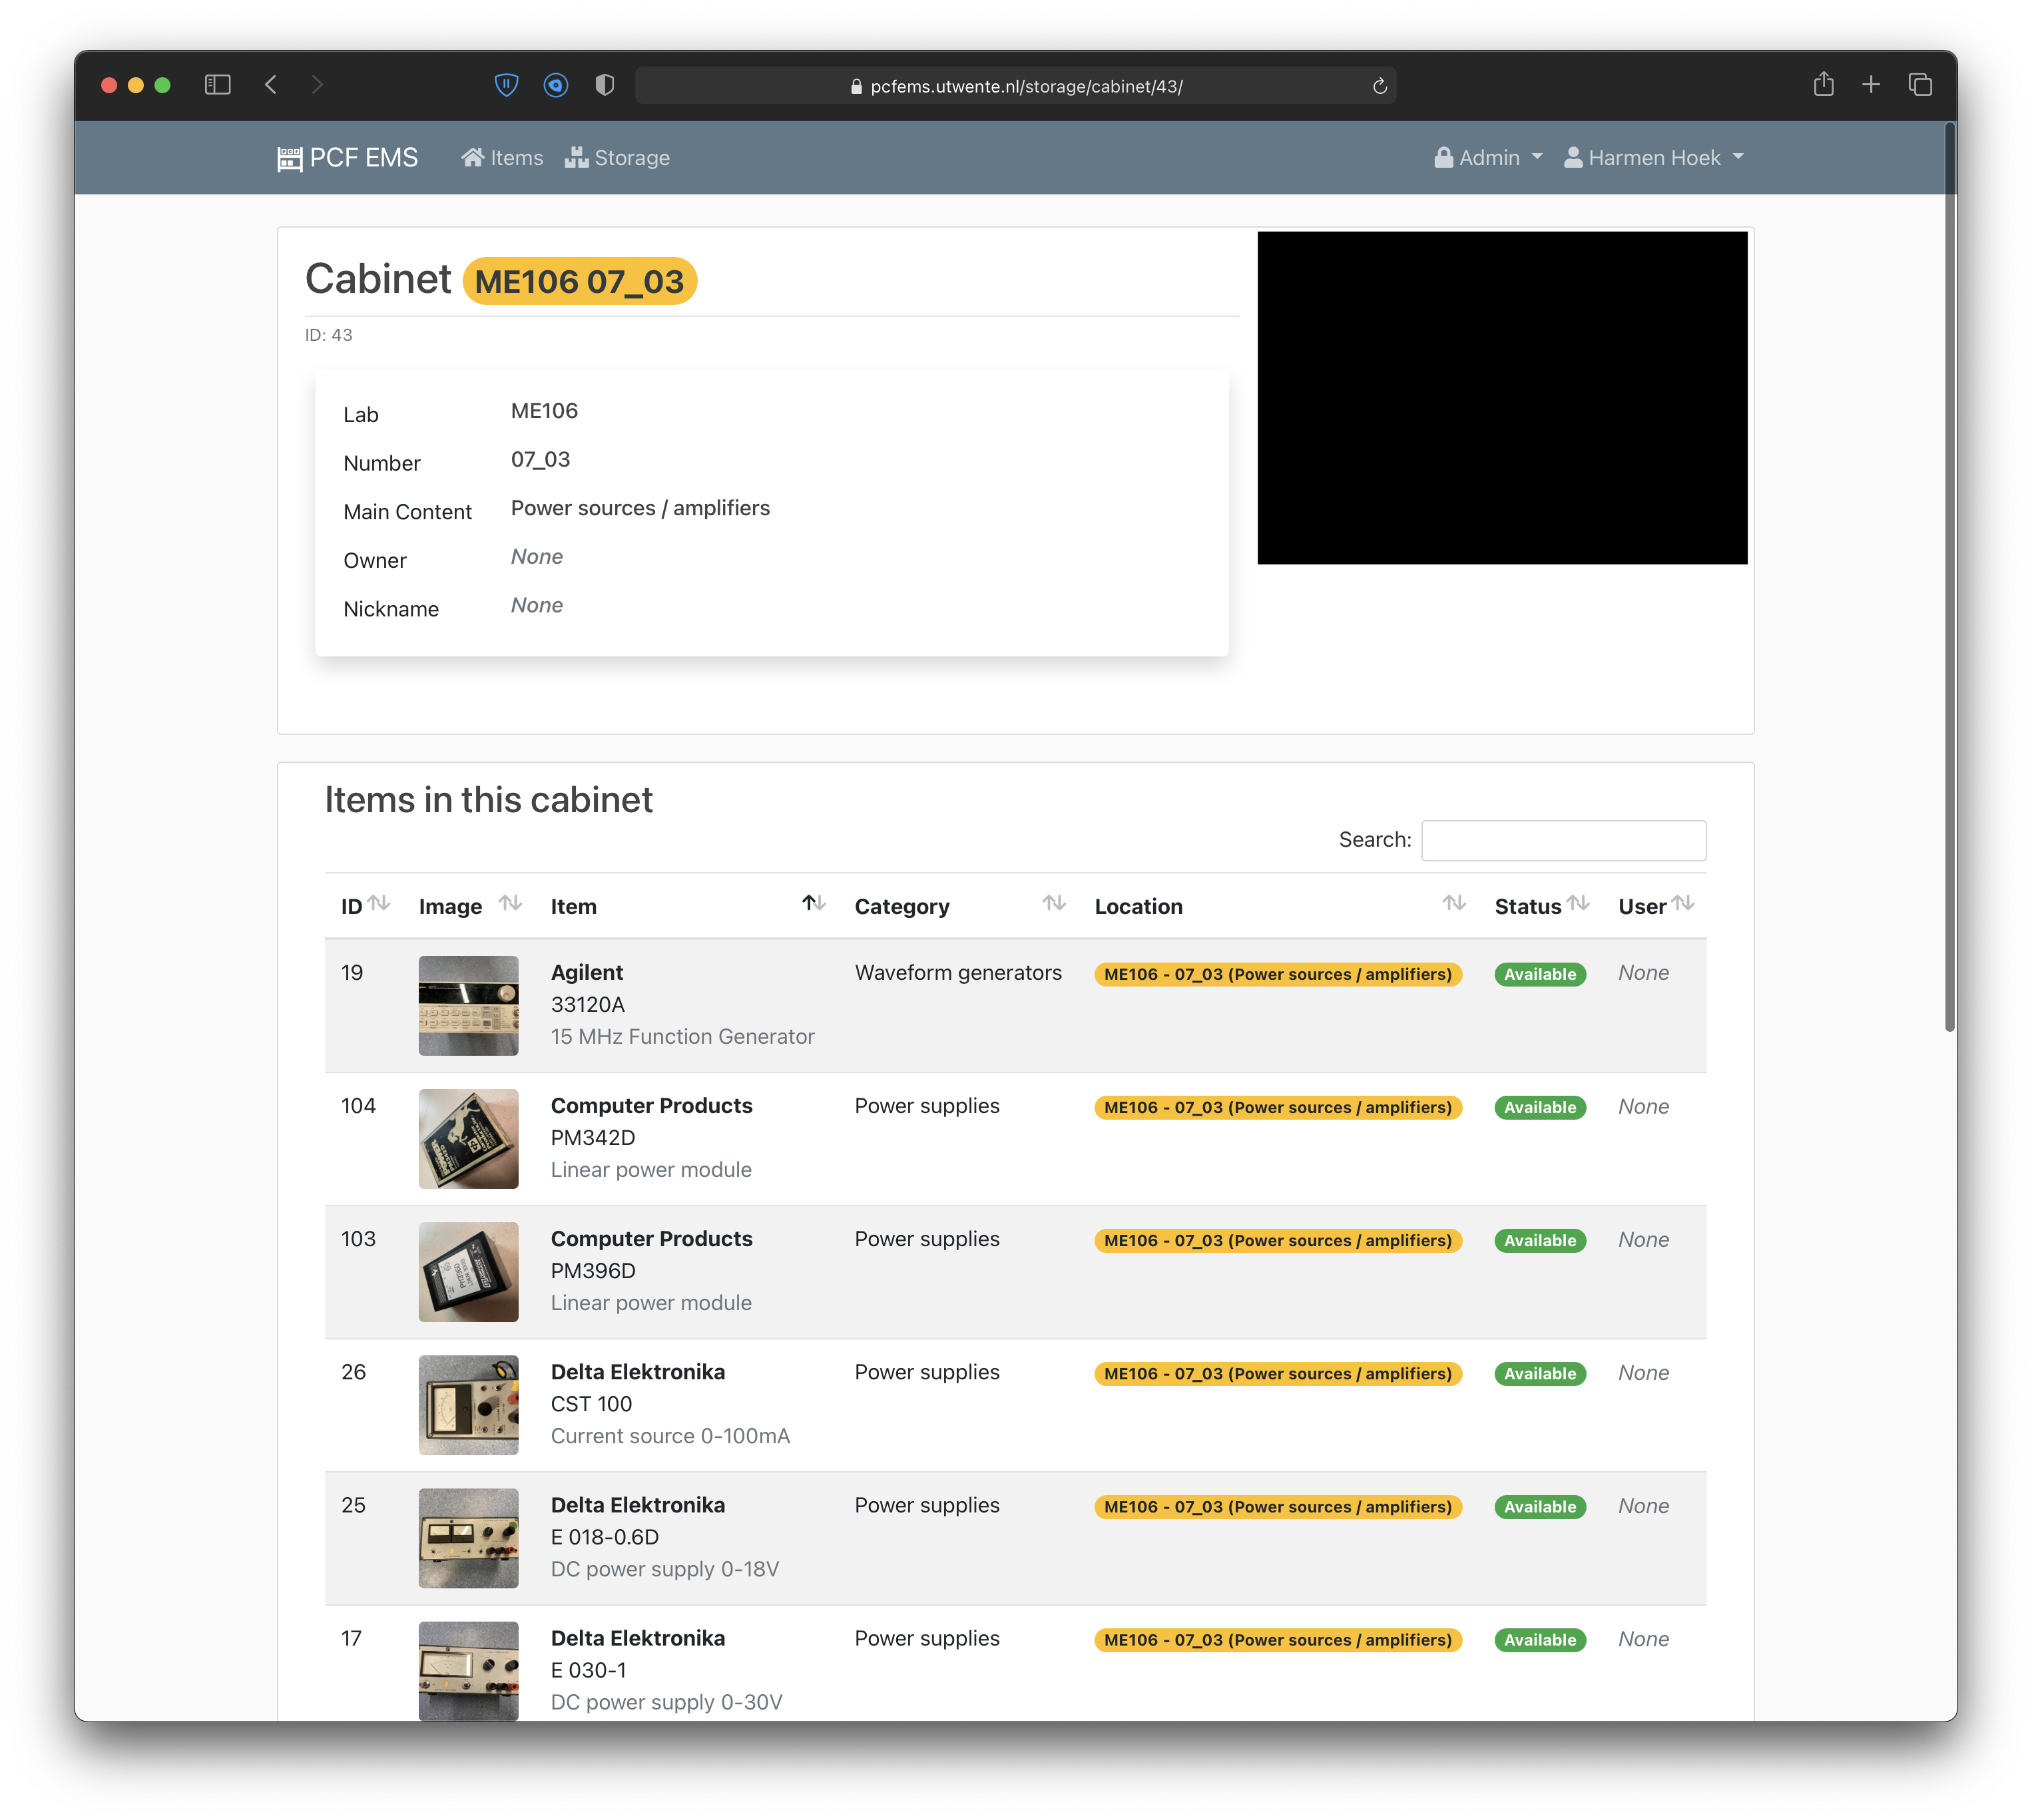 pcfems.utwente.nl/storage/cabinet/43/
PCF EMS Items Storage Admin Harmen Hoek
Cabinet ME106 07_03
ID: 43
Lab ME106
Number 07_03
Main Content Power sources / amplifiers
Owner None
Nickname None
Items in this cabinet
Search:
ID Image Item Category Location Status User
19 Agilent Waveform generators ME106 - 07_03 (Power sources / amplifiers) Available None
33120A
15 MHz Function Generator
104 Computer Products Power supplies ME106 - 07_03 (Power sources / amplifiers) Available None
PM342D
Linear power module
103 Computer Products Power supplies ME106 - 07_03 (Power sources / amplifiers) Available None
PM396D
Linear power module
26 Delta Elektronika Power supplies ME106 - 07_03 (Power sources / amplifiers) Available None
CST 100
Current source 0-100mA
25 Delta Elektronika Power supplies ME106 - 07_03 (Power sources / amplifiers) Available None
E 018-0.6D
DC power supply 0-18V
17 Delta Elektronika Power supplies ME106 - 07_03 (Power sources / amplifiers) Available None
E 030-1
DC power supply 0-30V